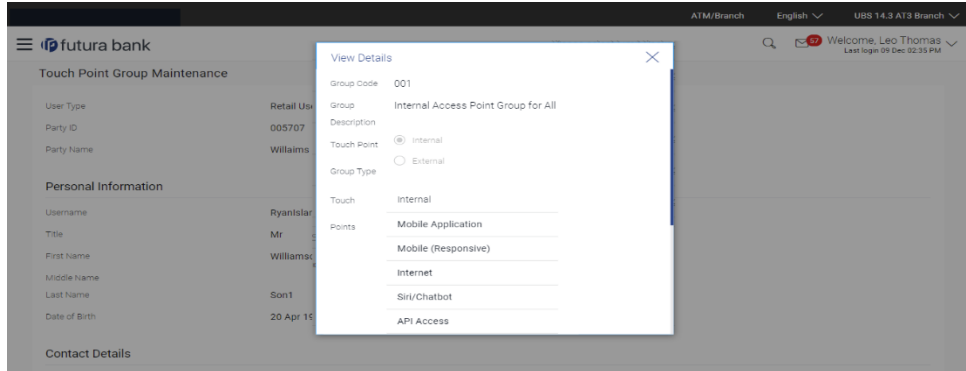 ATM/Branch English UBS 14.3 AT3 Branch
futura bank
Welcome, Leo Thomas
57
Last login 09 Dec 02:35 PM
Touch Point Group Maintenance
User Type Retail Use
Party ID 005707
Party Name Willaims
Personal Information
Username RyanIslar
Title Mr
First Name Williamso
Middle Name
Last Name Son1
Date of Birth 20 Apr 19
Contact Details
View Details
Group Code 001
Group Description Internal Access Point Group for All
Touch Point Group Type
Internal
External
Touch Points
Internal
Mobile Application
Mobile (Responsive)
Internet
Siri/Chatbot
API Access